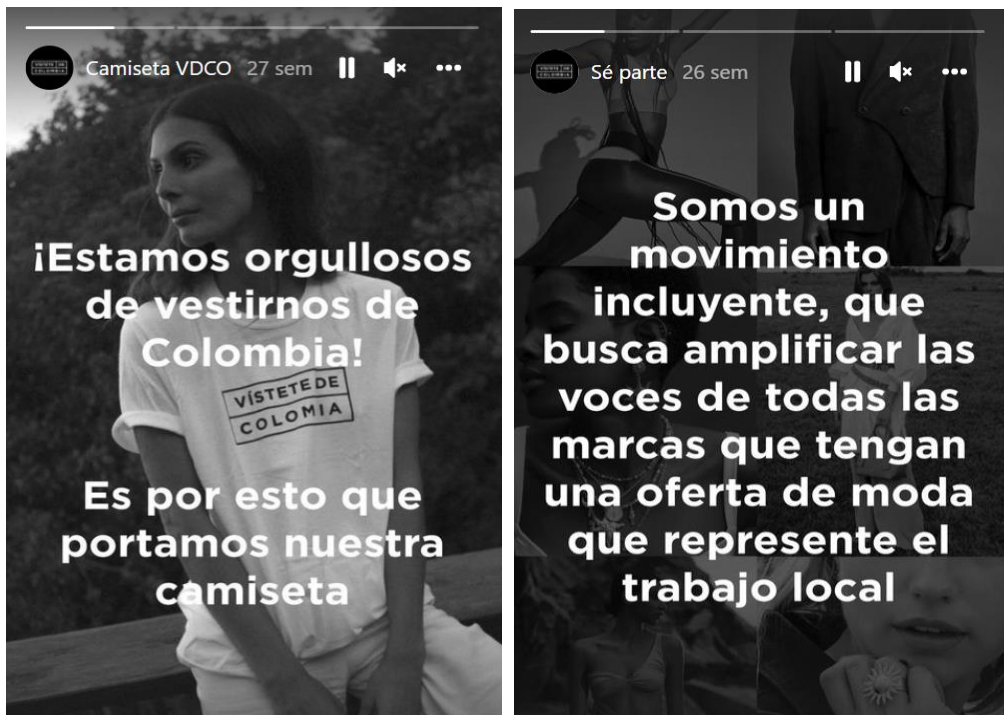 Camiseta VDCO 27 sem
¡Estamos orgullosos
de vestirnos de
Colombia!
VÍSTETE DE
COLOMIA
Es por esto que
portamos nuestra
camiseta
Sé parte 26 sem
Somos un
movimiento
incluyente, que
busca amplificar las
voces de todas las
marcas que tengan
una oferta de moda
que represente el
trabajo local